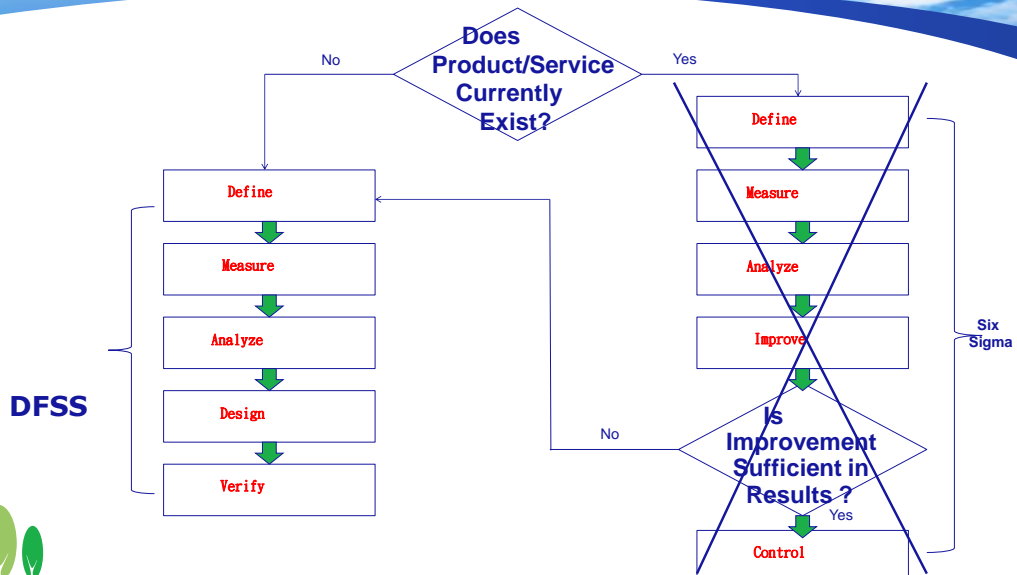 Does
Product/Service
Currently
Exist?
No
Yes
Define
Measure
Analyze
Design
Verify
DFSS
Define
Measure
Analyze
Improve
Is
Improvement
Sufficient in
Results ?
No
Yes
Control
Six
Sigma